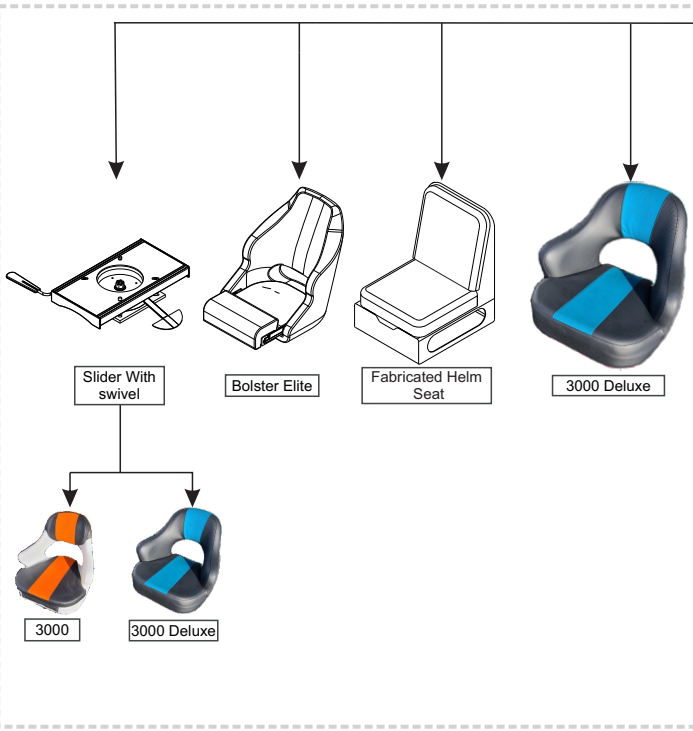 Slider With
swivel
Bolster Elite
Fabricated Helm
Seat
3000 Deluxe
3000
3000 Deluxe